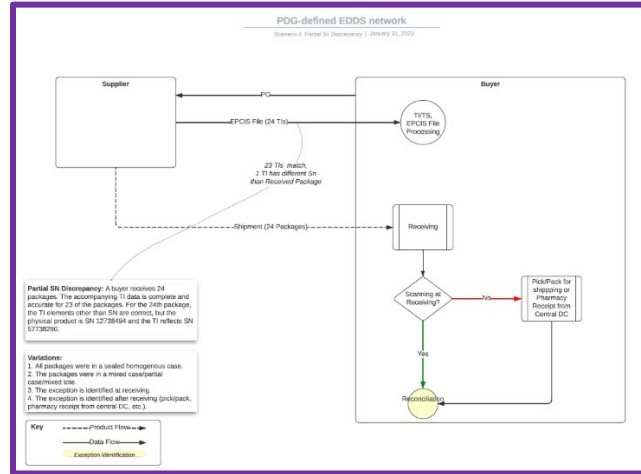 PDG-defined EDDS network
Scenario 4: Partial Sn Discrepancy | January 31, 2023
Supplier
Buyer
PO
EPCIS File (24 TIs)
TI/TS,
EPCIS File
Processing
23 TIs match,
1 TI has different Sn
than Received Package
Shipment (24 Packages)
Receiving
Scanning at
Receiving?
No
Pick/Pack for
shippping or
Pharmacy
Receipt from
Central DC
Yes
Reconciliation
Partial SN Discrepancy: A buyer receives 24
packages. The accompanying TI data is complete and
accurate for 23 of the packages. For the 24th package,
the TI elements other than SN are correct, but the
physical product is SN 12738494 and the TI reflects SN
57738290.
Variations:
1. All packages were in a sealed homogenous case.
2. The packages were in a mixed case/partial
case/mixed tote.
3. The exception is identified at receiving.
4. The exception is identified after receiving (pick/pack,
pharmacy receipt from central DC, etc.).
Key
Product Flow
Data Flow
Exception Identification